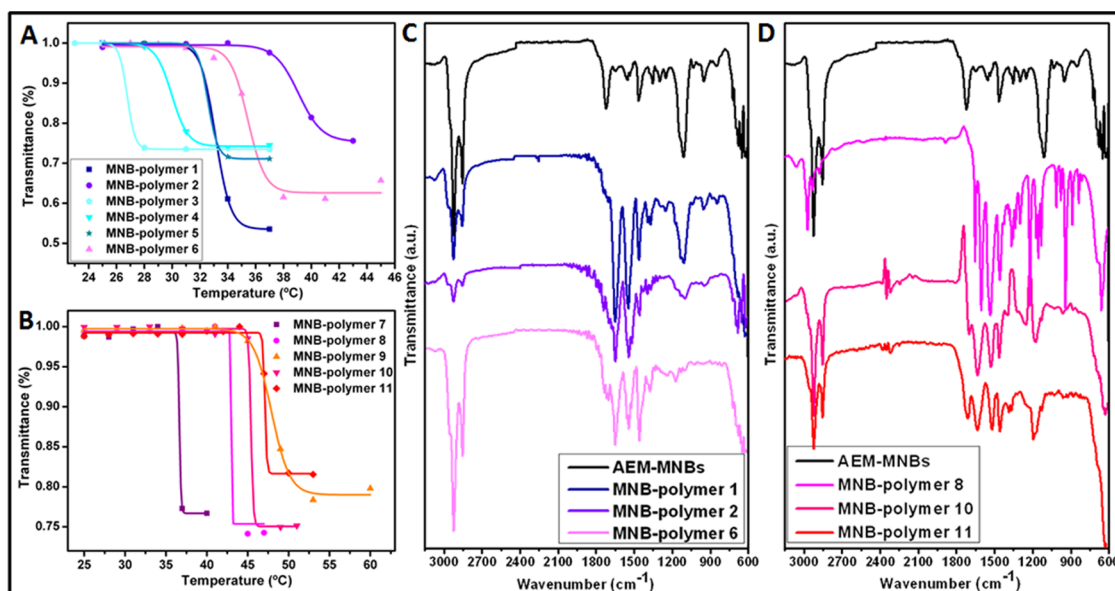 A
Transmittance (%)
1.0
0.9
0.8
0.7
0.6
0.5
MNB-polymer 1
MNB-polymer 2
MNB-polymer 3
MNB-polymer 4
MNB-polymer 5
MNB-polymer 6
24 26 28 30 32 34 36 38 40 42 44 46
Temperature (ºC)
B
Transmittance (%)
1.00
0.95
0.90
0.85
0.80
0.75
MNB-polymer 7
MNB-polymer 8
MNB-polymer 9
MNB-polymer 10
MNB-polymer 11
25 30 35 40 45 50 55 60
Temperature (ºC)
C
Transmittance (a.u.)
AEM-MNBs
MNB-polymer 1
MNB-polymer 2
MNB-polymer 6
3000 2400 1800 1500 1200 900 600
Wavenumber (cm⁻¹)
D
Transmittance (a.u.)
AEM-MNBs
MNB-polymer 8
MNB-polymer 10
MNB-polymer 11
3000 2400 1800 1500 1200 900 600
Wavenumber (cm⁻¹)